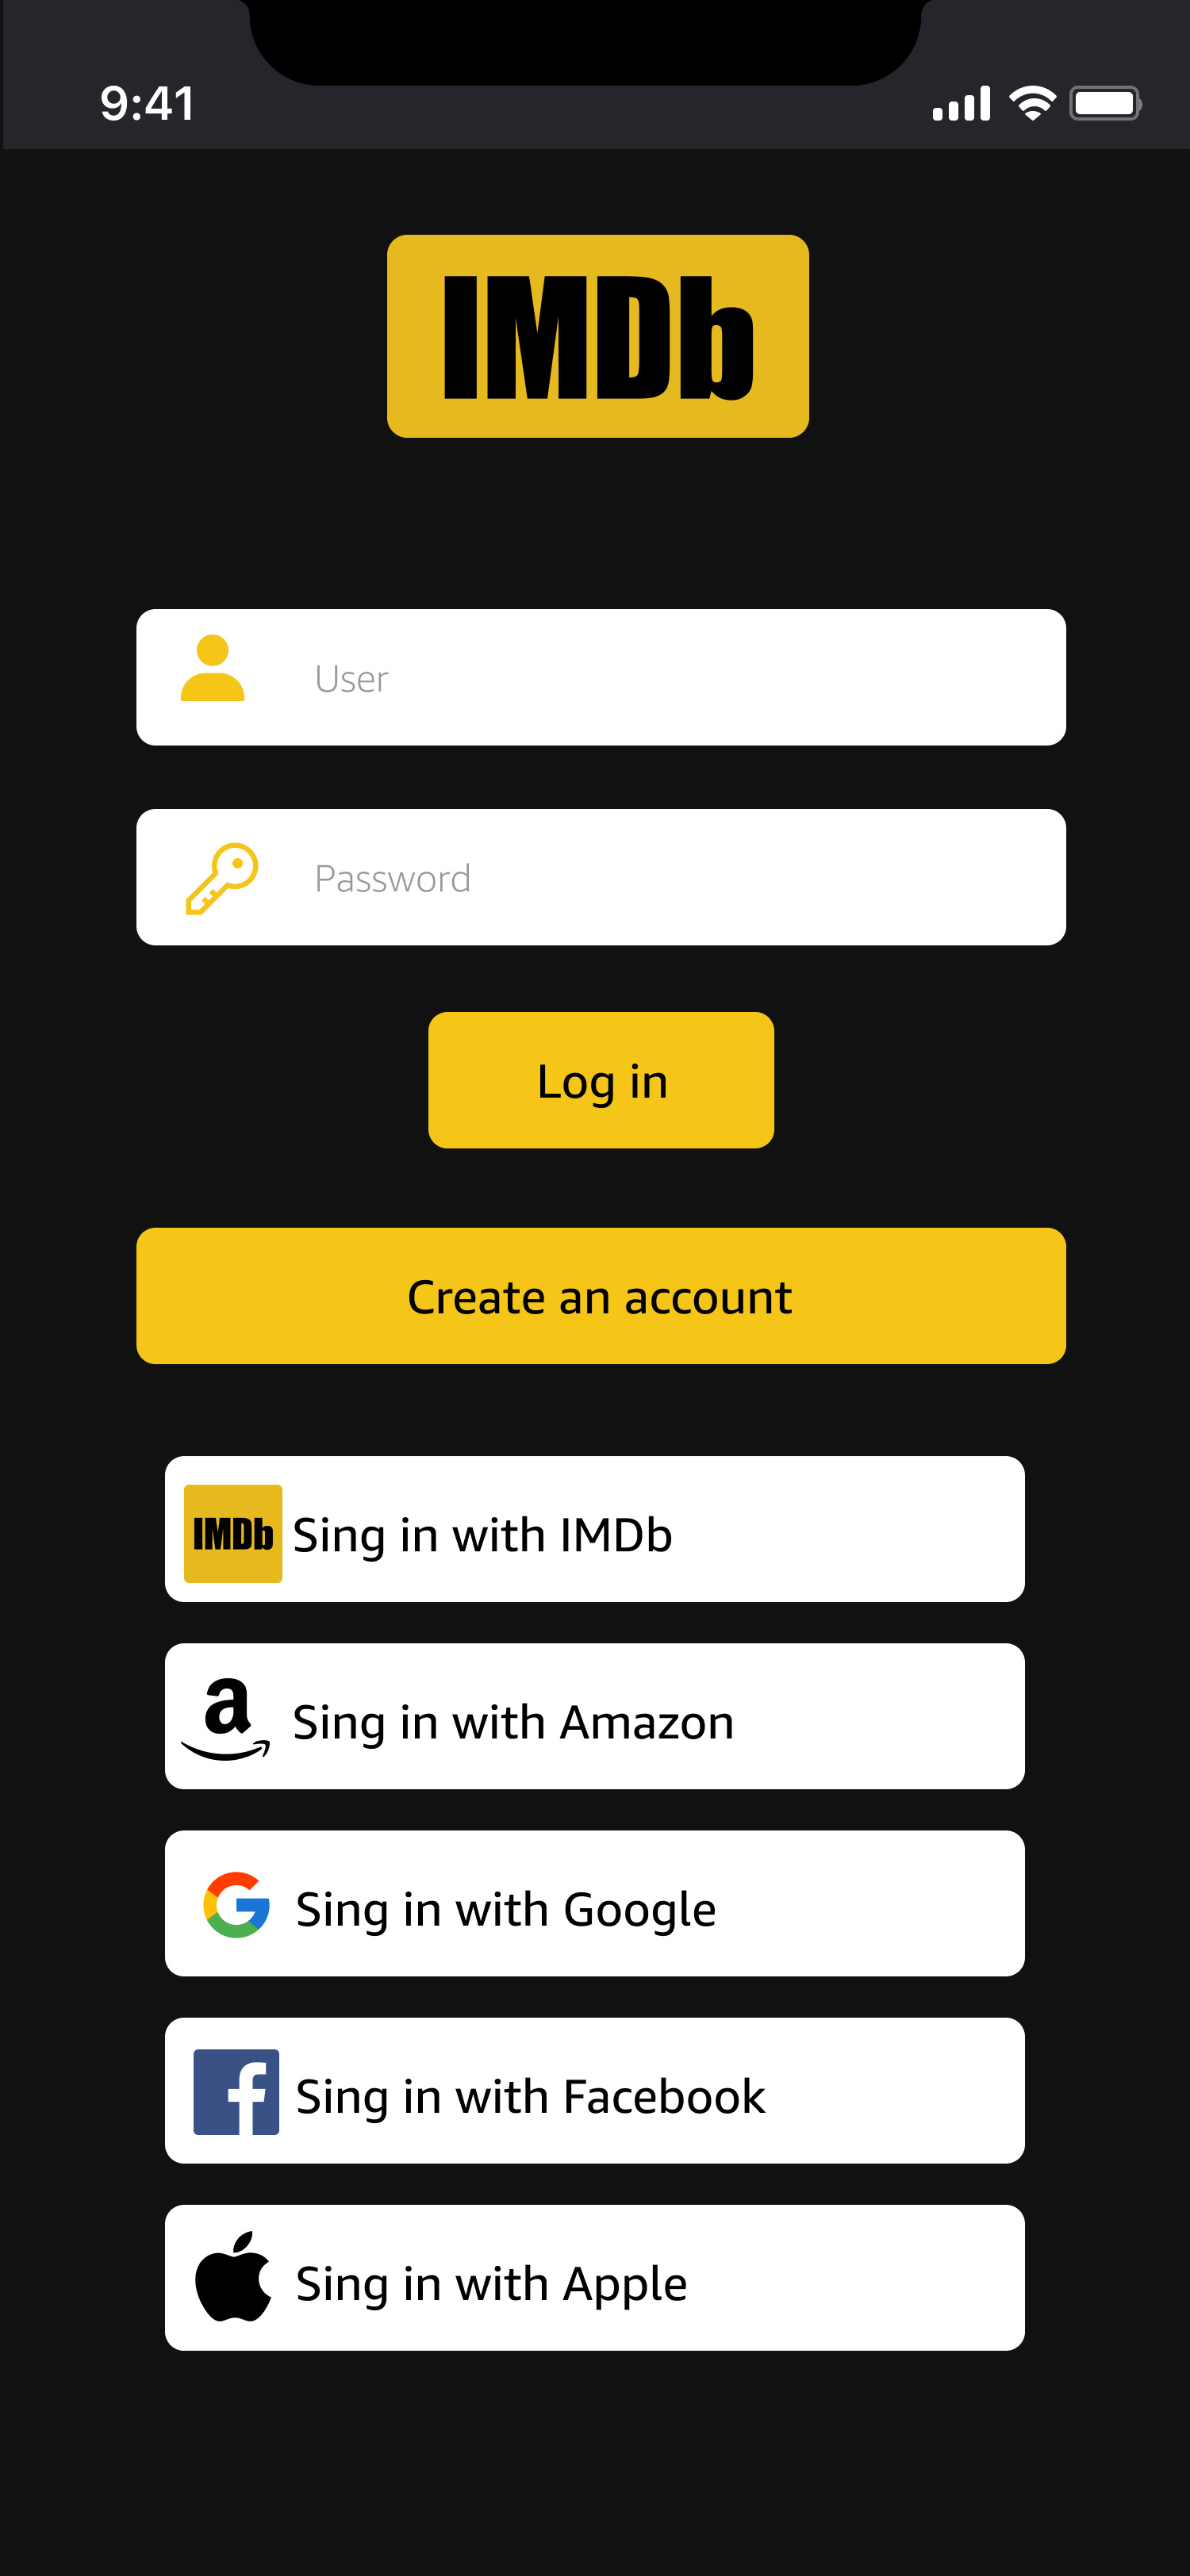 9:41
IMDb
User
Password
Log in
Create an account
IMDb Sing in with IMDb
a Sing in with Amazon
G Sing in with Google
f Sing in with Facebook
Sing in with Apple